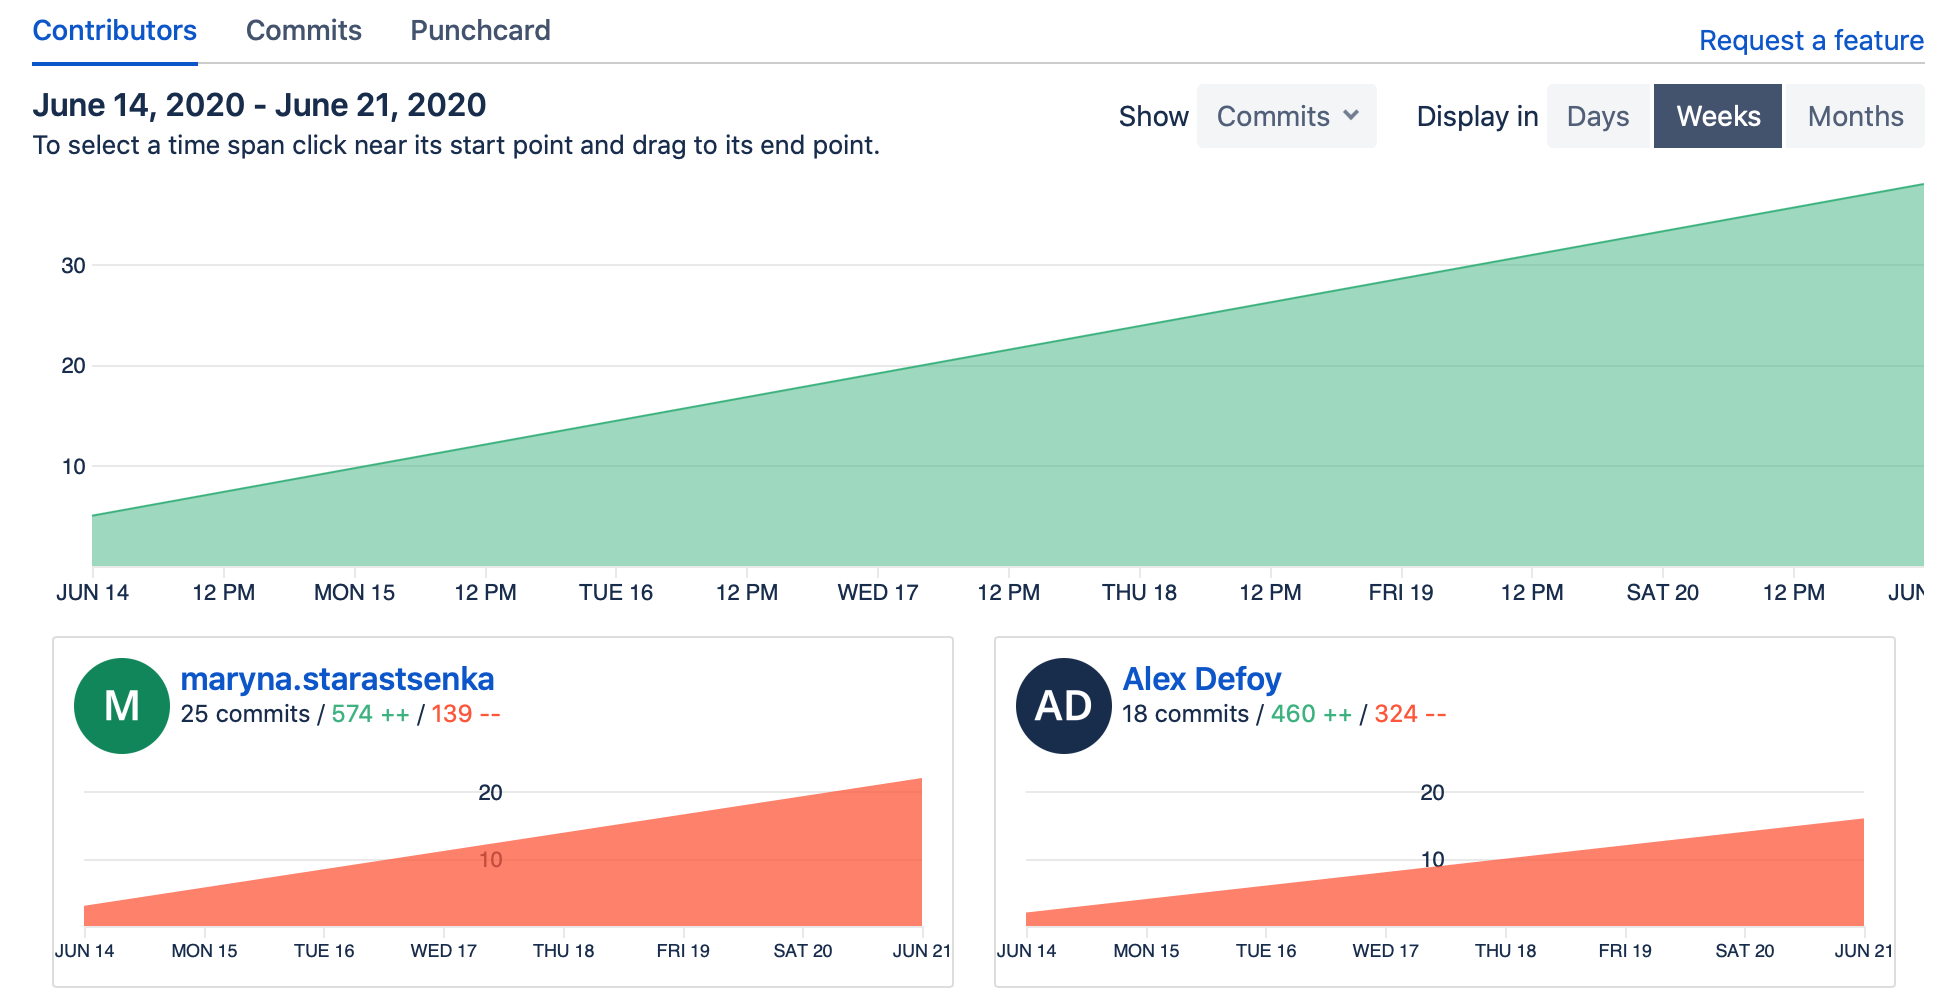 Contributors Commits Punchcard
Request a feature
June 14, 2020 - June 21, 2020
To select a time span click near its start point and drag to its end point.
Show Commits Display in Days Weeks Months
30
20
10
JUN 14 12 PM MON 15 12 PM TUE 16 12 PM WED 17 12 PM THU 18 12 PM FRI 19 12 PM SAT 20 12 PM JUN
M
maryna.starastsenka
25 commits / 574 ++ / 139 --
20
10
JUN 14 MON 15 TUE 16 WED 17 THU 18 FRI 19 SAT 20 JUN 21
AD
Alex Defoy
18 commits / 460 ++ / 324 --
20
10
JUN 14 MON 15 TUE 16 WED 17 THU 18 FRI 19 SAT 20 JUN 21